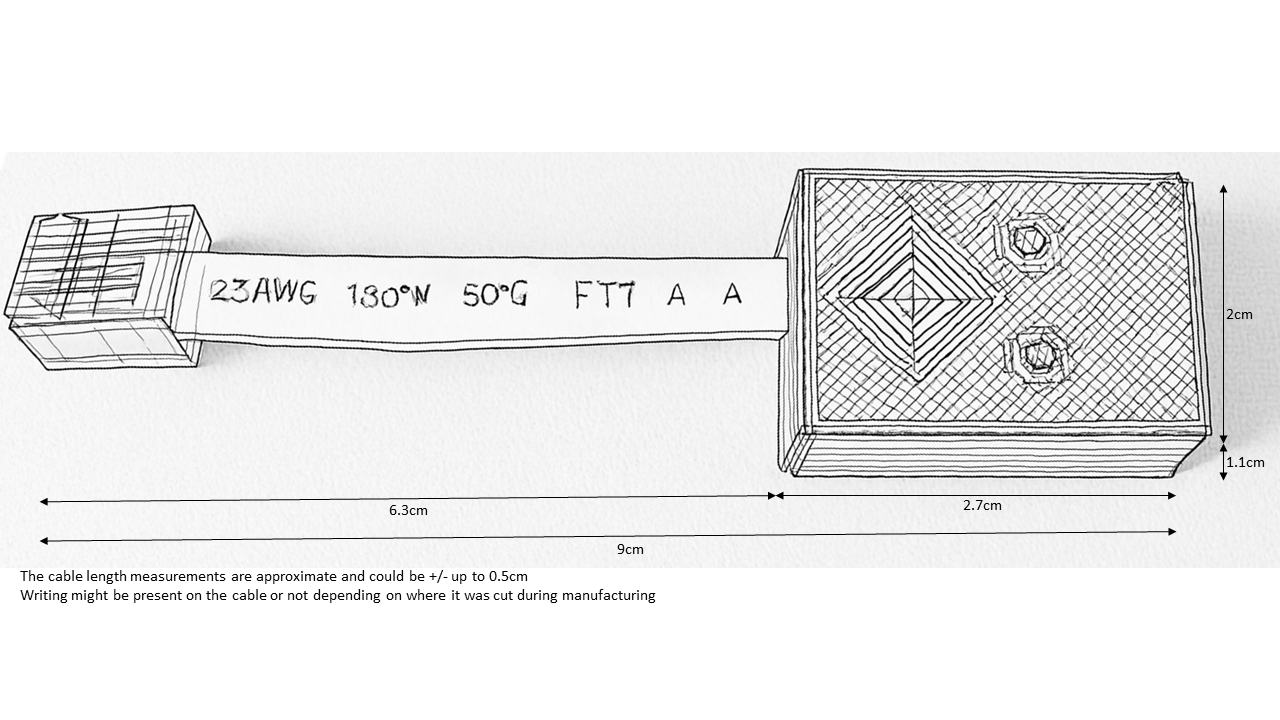 23AWG 180°W 50°G FT7 A A
2cm
1.1cm
6.3cm
2.7cm
9cm
The cable length measurements are approximate and could be +/- up to 0.5cm
Writing might be present on the cable or not depending on where it was cut during manufacturing